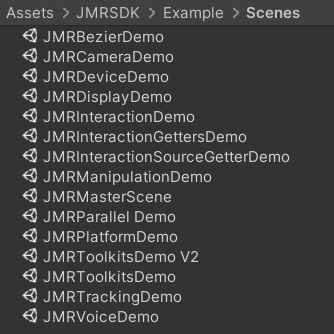 Assets > JMRSDK > Example > Scenes
JMRBezierDemo
JMRCameraDemo
JMRDeviceDemo
JMRDisplayDemo
JMRInteractionDemo
JMRInteractionGettersDemo
JMRInteractionSourceGetterDemo
JMRManipulationDemo
JMRMasterScene
JMRParallel Demo
JMRPlatformDemo
JMRToolkitsDemo V2
JMRToolkitsDemo
JMRTrackingDemo
JMRVoiceDemo